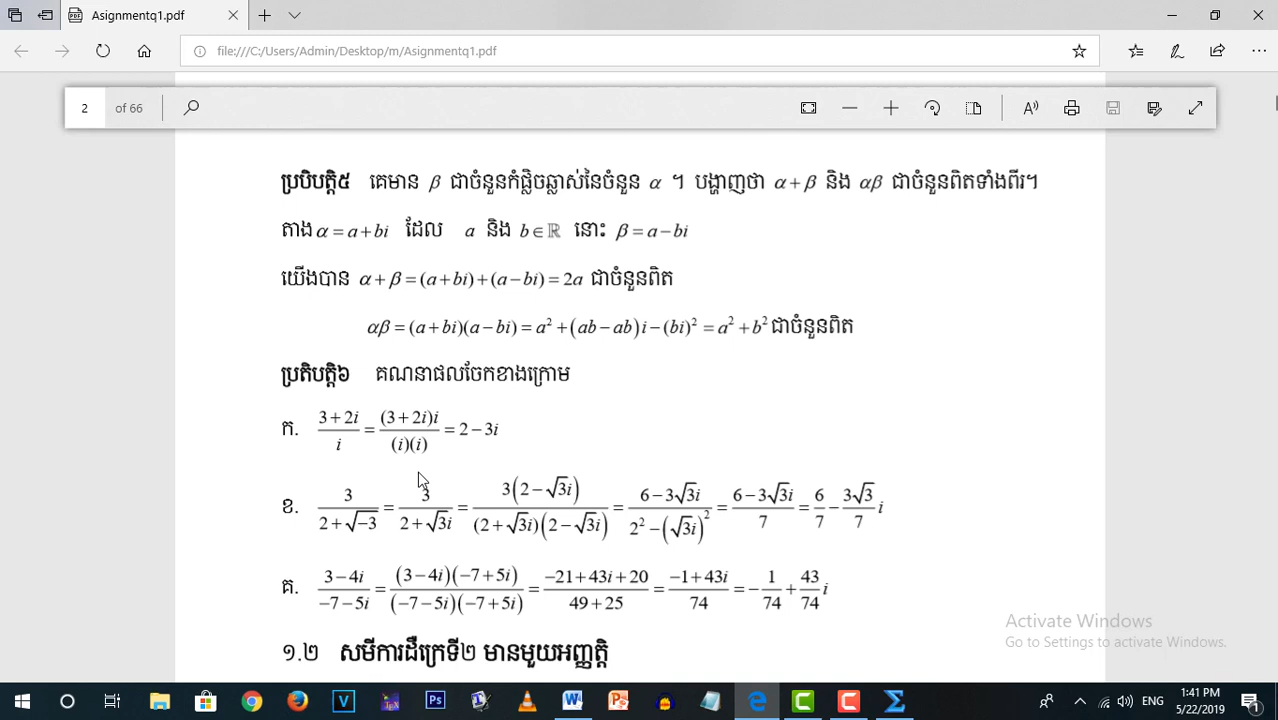 Asignmentq1.pdf
file:///C:/Users/Admin/Desktop/m/Asignmentq1.pdf
2 of 66
ប្របិបត្តិ៥ គេមាន β ជាចំនួនកំផ្លិចឆ្លាស់នៃចំនួន α ។ បង្ហាញថា α + β និង αβ ជាចំនួនពិតទាំងពីរ។
តាង α = a + bi ដែល a និង b ∈ ℝ នោះ β = a − bi
យើងបាន α + β = (a + bi) + (a − bi) = 2a ជាចំនួនពិត
αβ = (a + bi)(a − bi) = a² + (ab − ab)i − (bi)² = a² + b² ជាចំនួនពិត
ប្រតិបត្តិ៦ គណនាផលចែកខាងក្រោម
ក. (3 + 2i)/i = ((3 + 2i)i)/((i)(i)) = 2 − 3i
ខ. 3/(2 + √−3) = 3/(2 + √3i) = 3(2 − √3i)/((2 + √3i)(2 − √3i)) = (6 − 3√3i)/(2² − (√3i)²) = (6 − 3√3i)/7 = 6/7 − (3√3/7)i
គ. (3 − 4i)/(−7 − 5i) = ((3 − 4i)(−7 + 5i))/((−7 − 5i)(−7 + 5i)) = (−21 + 43i + 20)/(49 + 25) = (−1 + 43i)/74 = −1/74 + (43/74)i
Activate Windows
Go to Settings to activate Windows.
១.២ សមីការដឺក្រេទី២ មានមួយអញ្ញត្តិ
ENG
1:41 PM
5/22/2019